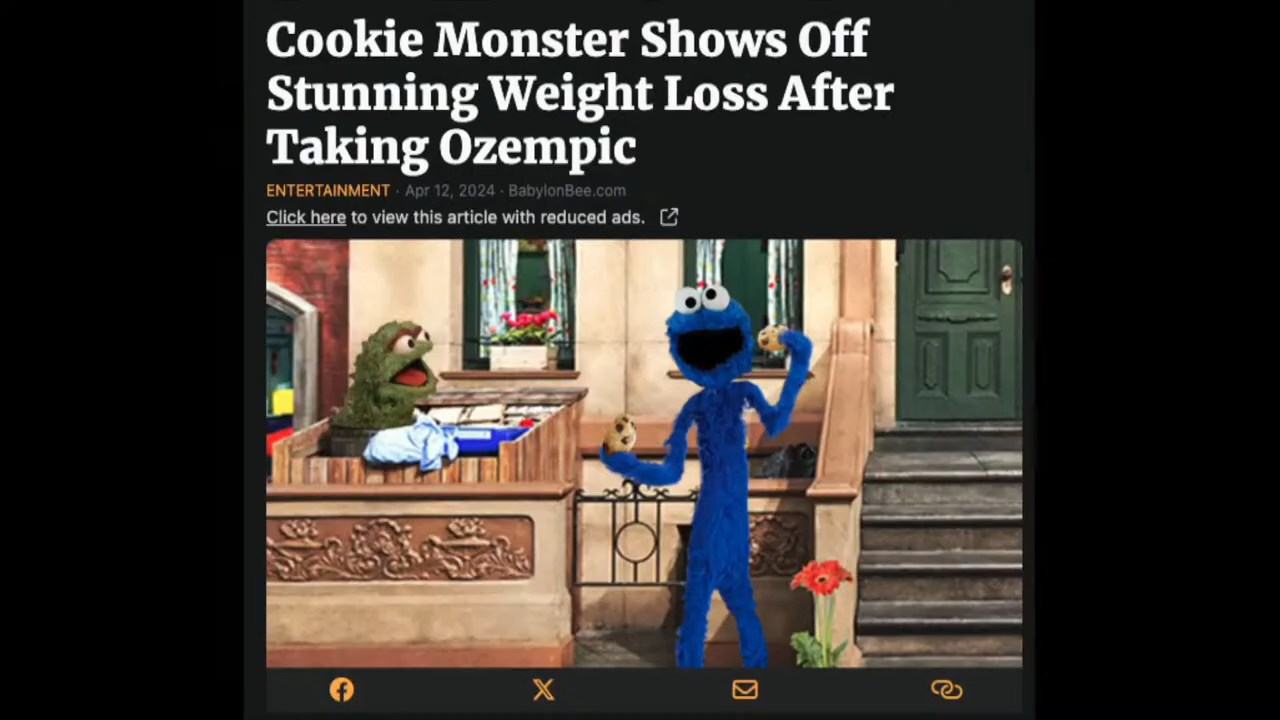 Cookie Monster Shows Off
Stunning Weight Loss After
Taking Ozempic
ENTERTAINMENT · Apr 12, 2024 · BabylonBee.com
Click here to view this article with reduced ads.